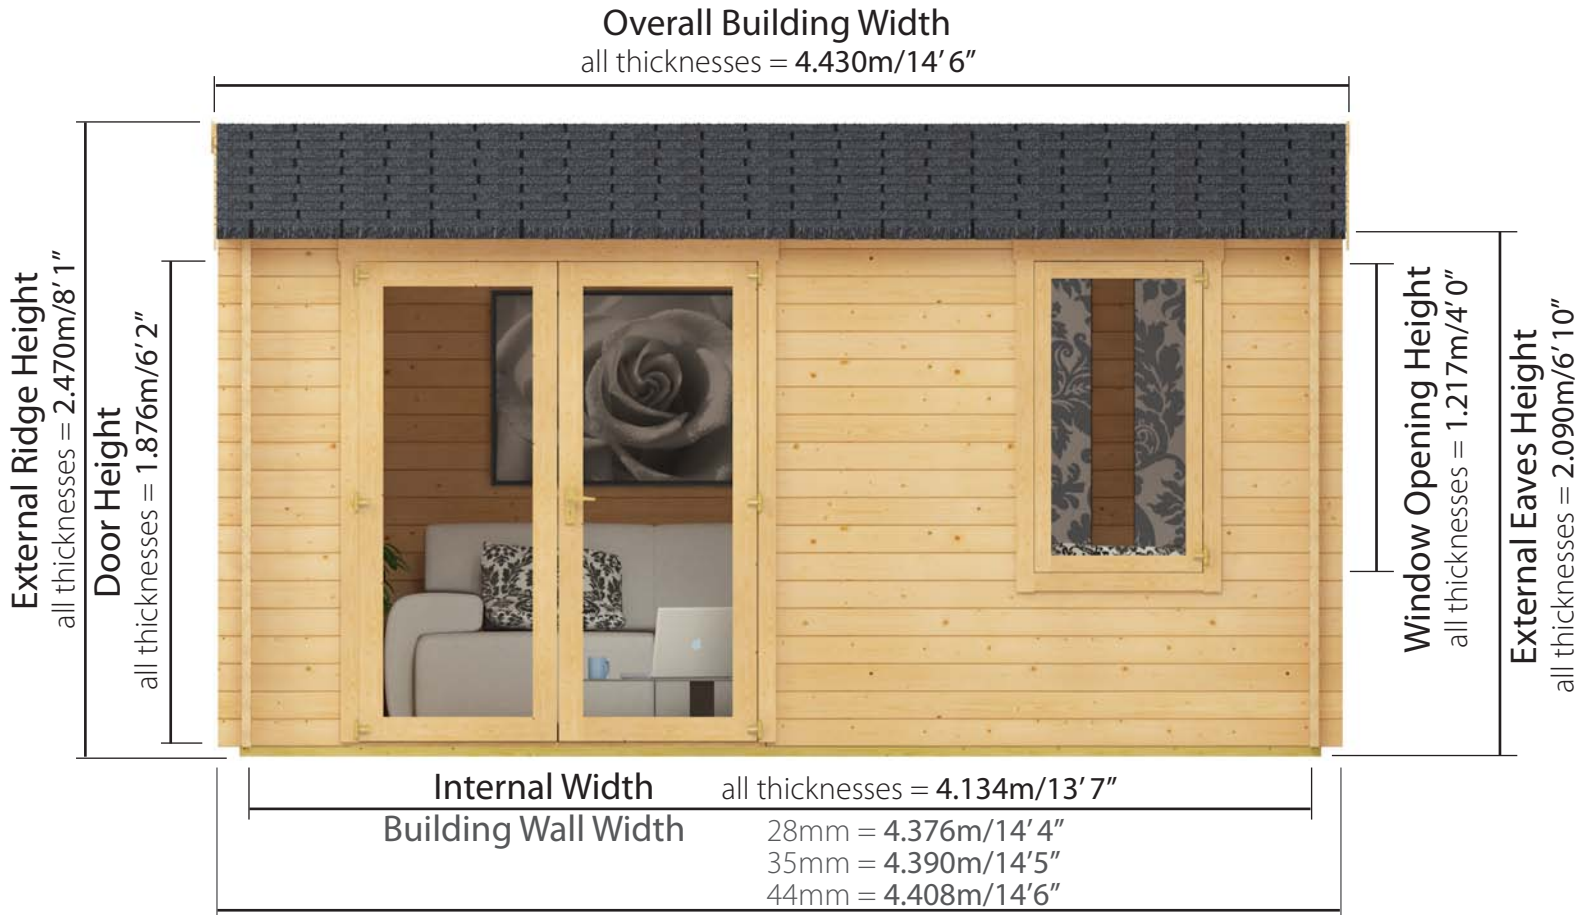 Overall Building Width
all thicknesses = 4.430m/14’ 6”
External Ridge Height
all thicknesses = 2.470m/8’ 1”
Door Height
all thicknesses = 1.876m/6’ 2”
Window Opening Height
all thicknesses = 1.217m/4’ 0”
External Eaves Height
all thicknesses = 2.090m/6’ 10”
Internal Width all thicknesses = 4.134m/13’ 7”
Building Wall Width 28mm = 4.376m/14’ 4”
35mm = 4.390m/14’5”
44mm = 4.408m/14’6”